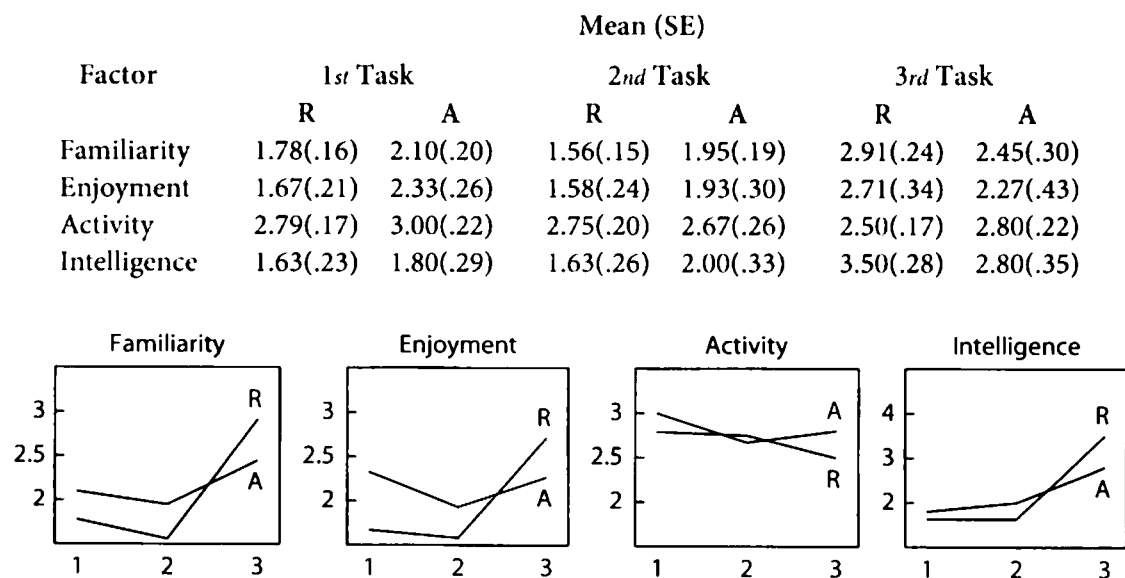 Mean (SE)
Factor 1st Task 2nd Task 3rd Task
R A R A R A
Familiarity 1.78(.16) 2.10(.20) 1.56(.15) 1.95(.19) 2.91(.24) 2.45(.30)
Enjoyment 1.67(.21) 2.33(.26) 1.58(.24) 1.93(.30) 2.71(.34) 2.27(.43)
Activity 2.79(.17) 3.00(.22) 2.75(.20) 2.67(.26) 2.50(.17) 2.80(.22)
Intelligence 1.63(.23) 1.80(.29) 1.63(.26) 2.00(.33) 3.50(.28) 2.80(.35)
Familiarity Enjoyment Activity Intelligence
3 R 3 R 3 A 4 R
2.5 A 2.5 A 2.5 R 3 A
2 2 2 2
1 2 3 1 2 3 1 2 3 1 2 3